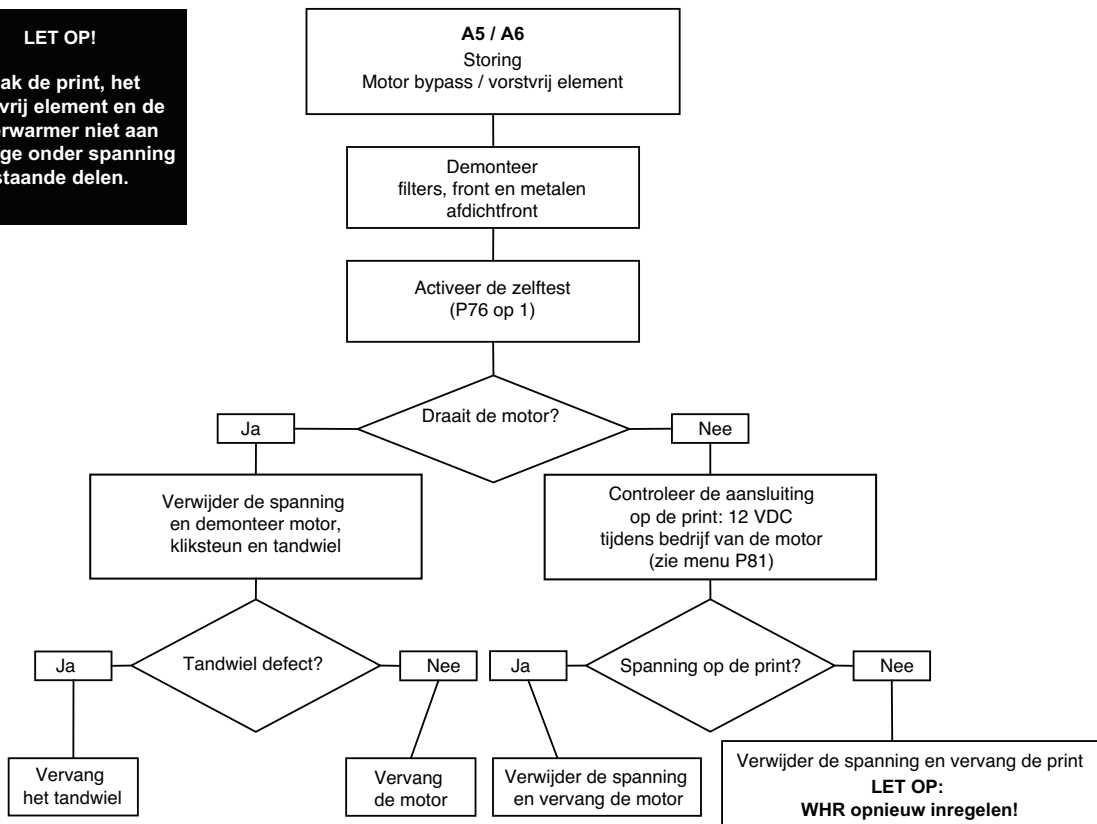 LET OP!
ak de print, het
vrij element en de
erwarmer niet aan
ge onder spanning
staande delen.
A5 / A6
Storing
Motor bypass / vorstvrij element
Demonteer
filters, front en metalen
afdichtfront
Activeer de zelftest
(P76 op 1)
Draait de motor?
Ja
Nee
Verwijder de spanning
en demonteer motor,
kliksteun en tandwiel
Controleer de aansluiting
op de print: 12 VDC
tijdens bedrijf van de motor
(zie menu P81)
Tandwiel defect?
Ja
Nee
Spanning op de print?
Ja
Nee
Vervang
het tandwiel
Vervang
de motor
Verwijder de spanning
en vervang de motor
Verwijder de spanning en vervang de print
LET OP:
WHR opnieuw inregelen!